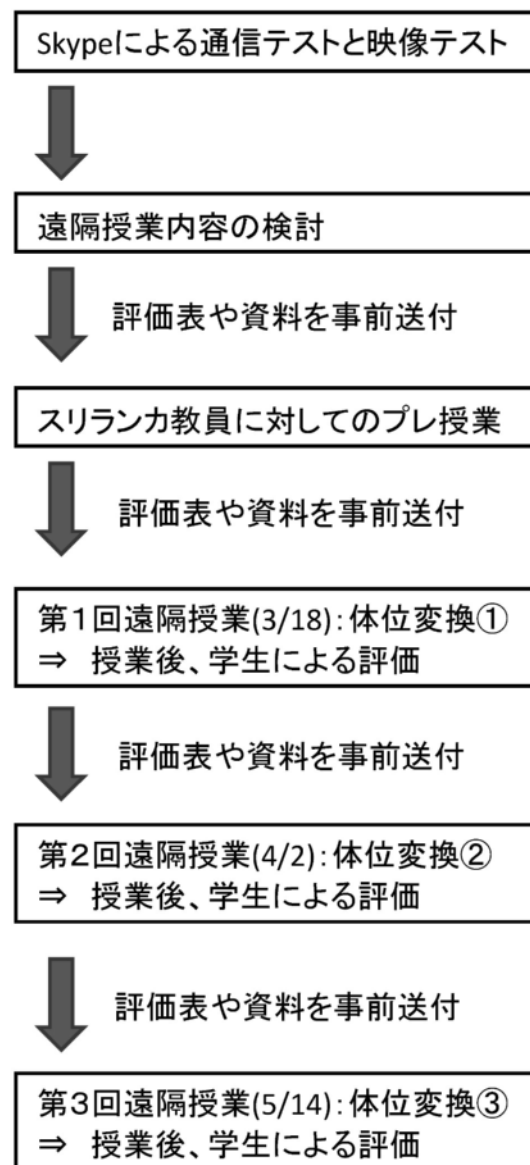 Skypeによる通信テストと映像テスト
遠隔授業内容の検討
評価表や資料を事前送付
スリランカ教員に対してのプレ授業
評価表や資料を事前送付
第1回遠隔授業(3/18):体位変換①
⇒ 授業後、学生による評価
評価表や資料を事前送付
第2回遠隔授業(4/2):体位変換②
⇒ 授業後、学生による評価
評価表や資料を事前送付
第3回遠隔授業(5/14):体位変換③
⇒ 授業後、学生による評価